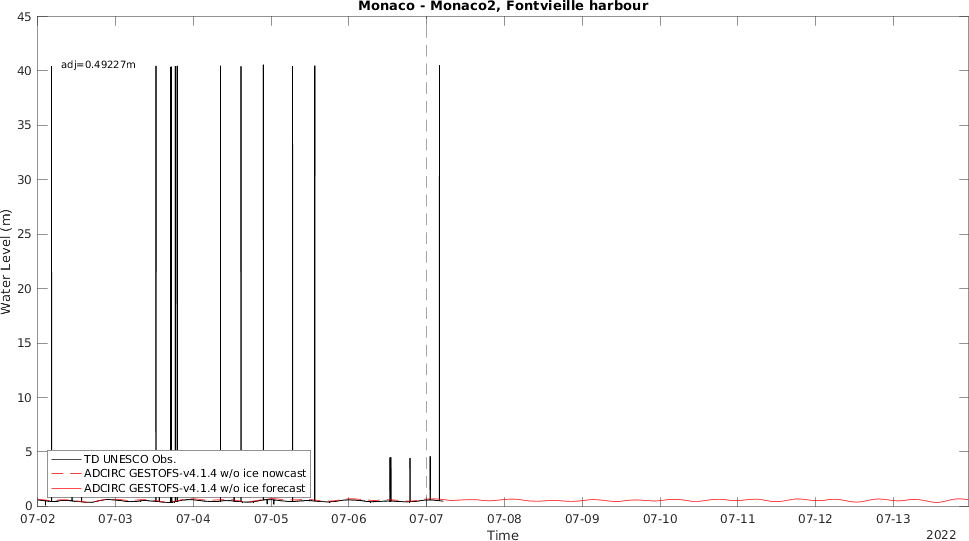 Monaco - Monaco2, Fontvieille harbour
45
40
35
30
25
20
15
10
5
0
Water Level (m)
adj=0.49227m
TD UNESCO Obs.
ADCIRC GESTOFS-v4.1.4 w/o ice nowcast
ADCIRC GESTOFS-v4.1.4 w/o ice forecast
07-02 07-03 07-04 07-05 07-06 07-07 07-08 07-09 07-10 07-11 07-12 07-13
Time
2022